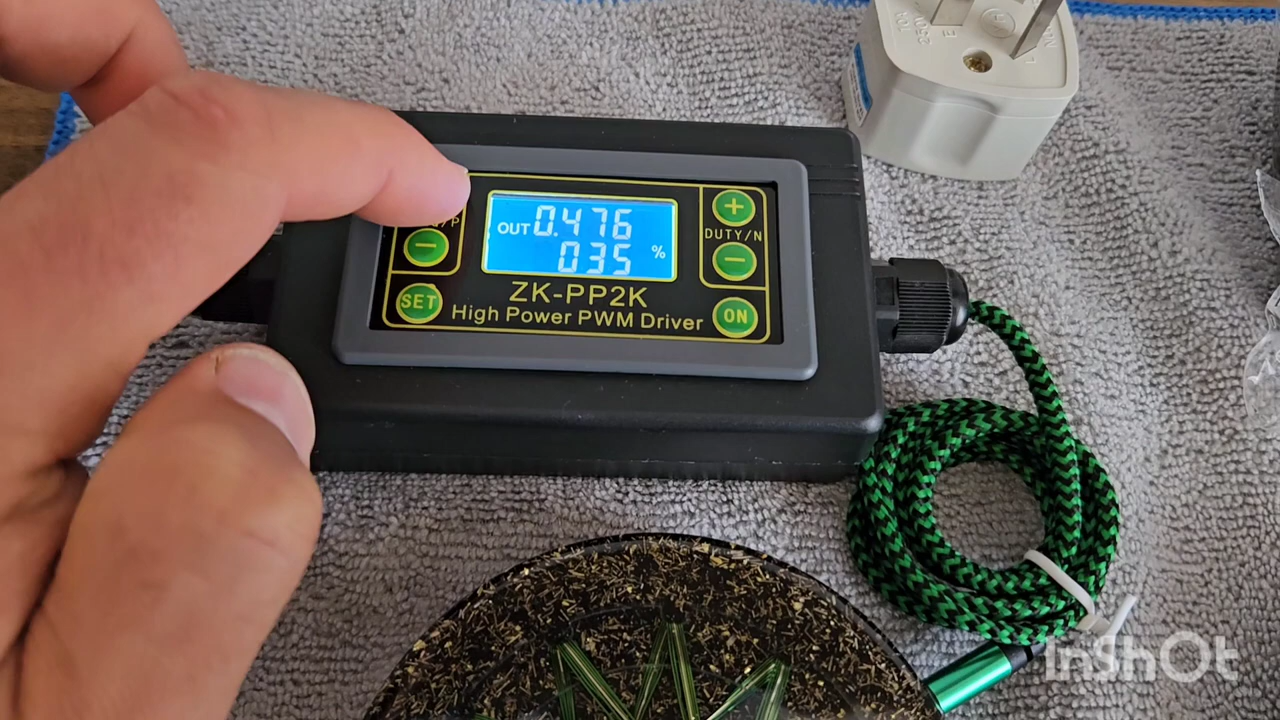 OUT 0.476
035 %
+
DUTY/N
−
−
SET
ZK-PP2K
High Power PWM Driver
ON
InShOt